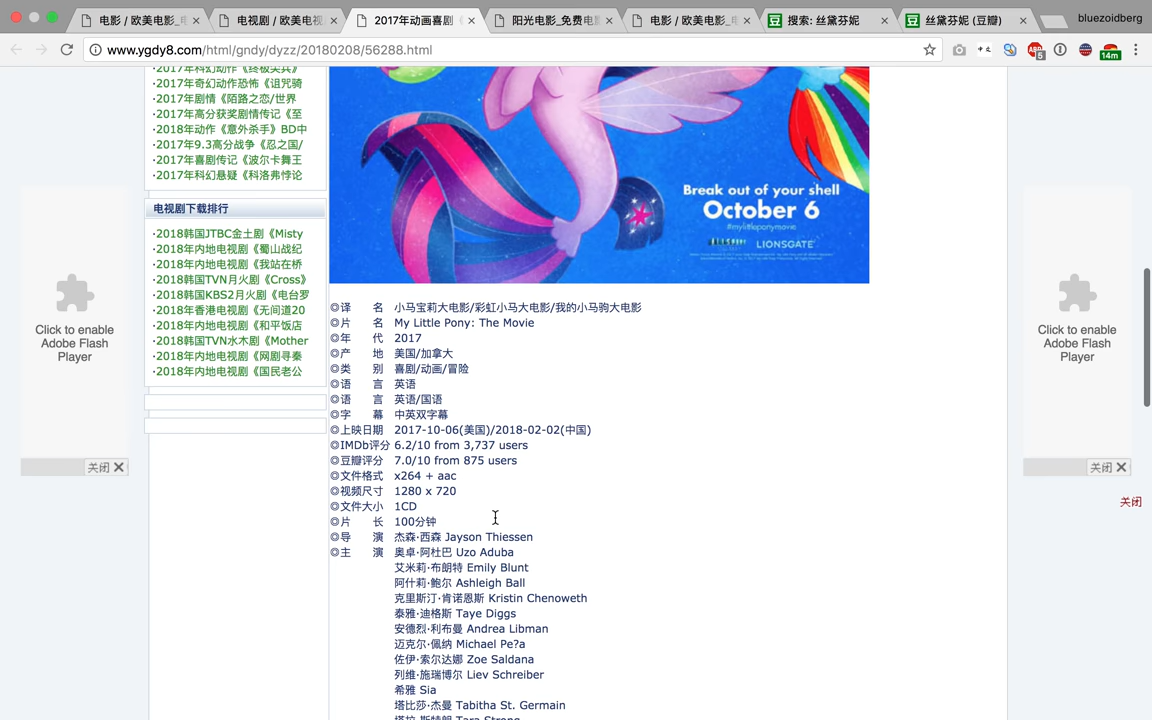 电影 / 欧美电影_电
电视剧 / 欧美电视
2017年动画喜剧
阳光电影_免费电影
电影 / 欧美电影_电
搜索: 丝黛芬妮
丝黛芬妮 (豆瓣)
bluezoidberg
www.ygdy8.com/html/gndy/dyzz/20180208/56288.html
ABP
5
14m
·2017年科幻动作《终极尖兵》
·2017年奇幻动作恐怖《诅咒骑
·2017年剧情《陌路之恋/世界
·2017年高分获奖剧情传记《至
·2018年动作《意外杀手》BD中
·2017年9.3高分战争《忍之国/
·2017年喜剧传记《波尔卡舞王
·2017年科幻悬疑《科洛弗悖论
电视剧下载排行
·2018韩国JTBC金土剧《Misty
·2018年内地电视剧《蜀山战纪
·2018年内地电视剧《我站在桥
·2018韩国TVN月火剧《Cross》
·2018韩国KBS2月火剧《电台罗
·2018年香港电视剧《无间道20
·2018年内地电视剧《和平饭店
·2018韩国TVN水木剧《Mother
·2018年内地电视剧《网剧寻秦
·2018年内地电视剧《国民老公
Click to enable
Adobe Flash
Player
关闭
Break out of your shell
October 6
#mylittleponymovie
LIONSGATE
◎译 名 小马宝莉大电影/彩虹小马大电影/我的小马驹大电影
◎片 名 My Little Pony: The Movie
◎年 代 2017
◎产 地 美国/加拿大
◎类 别 喜剧/动画/冒险
◎语 言 英语
◎语 言 英语/国语
◎字 幕 中英双字幕
◎上映日期 2017-10-06(美国)/2018-02-02(中国)
◎IMDb评分 6.2/10 from 3,737 users
◎豆瓣评分 7.0/10 from 875 users
◎文件格式 x264 + aac
◎视频尺寸 1280 x 720
◎文件大小 1CD
◎片 长 100分钟
◎导 演 杰森·西森 Jayson Thiessen
◎主 演 奥卓·阿杜巴 Uzo Aduba
艾米莉·布朗特 Emily Blunt
阿什莉·鲍尔 Ashleigh Ball
克里斯汀·肯诺恩斯 Kristin Chenoweth
泰雅·迪格斯 Taye Diggs
安德烈·利布曼 Andrea Libman
迈克尔·佩纳 Michael Pe?a
佐伊·索尔达娜 Zoe Saldana
列维·施瑞博尔 Liev Schreiber
希雅 Sia
塔比莎·杰曼 Tabitha St. Germain
塔拉·斯特朗 Tara Strong
Click to enable
Adobe Flash
Player
关闭
关闭